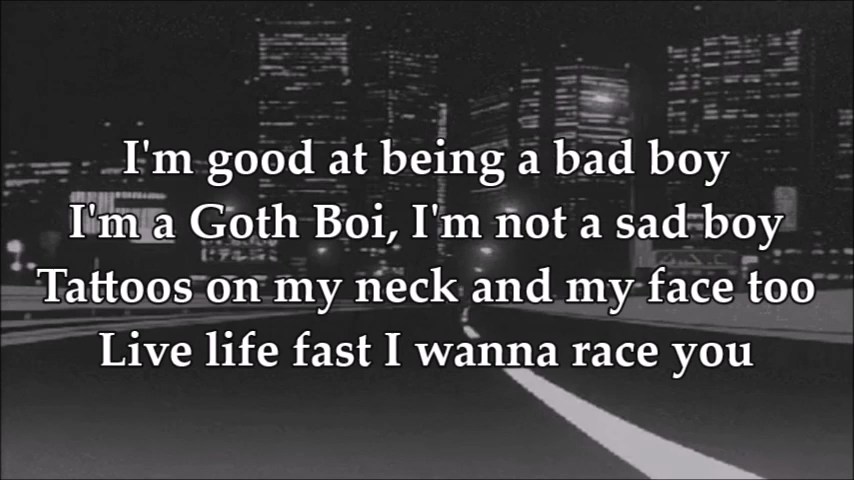 I'm good at being a bad boy
I'm a Goth Boi, I'm not a sad boy
Tattoos on my neck and my face too
Live life fast I wanna race you